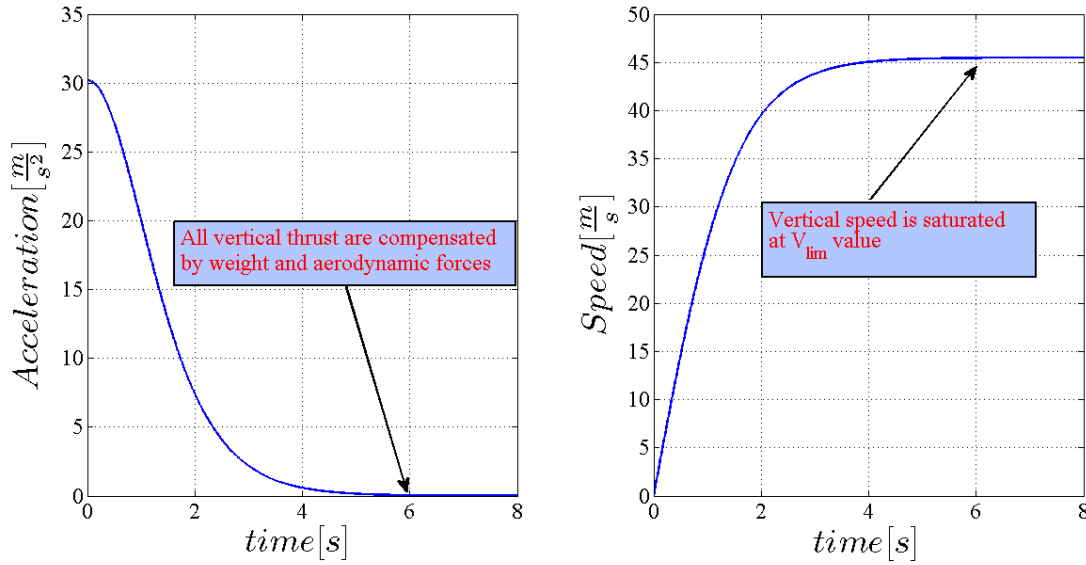 35
30
25
20
15
10
5
0
Acceleration[m/s²]
All vertical thrust are compensated
by weight and aerodynamic forces
0 2 4 6 8
time[s]
50
45
40
35
30
25
20
15
10
5
0
Speed[m/s]
Vertical speed is saturated
at V_lim value
0 2 4 6 8
time[s]